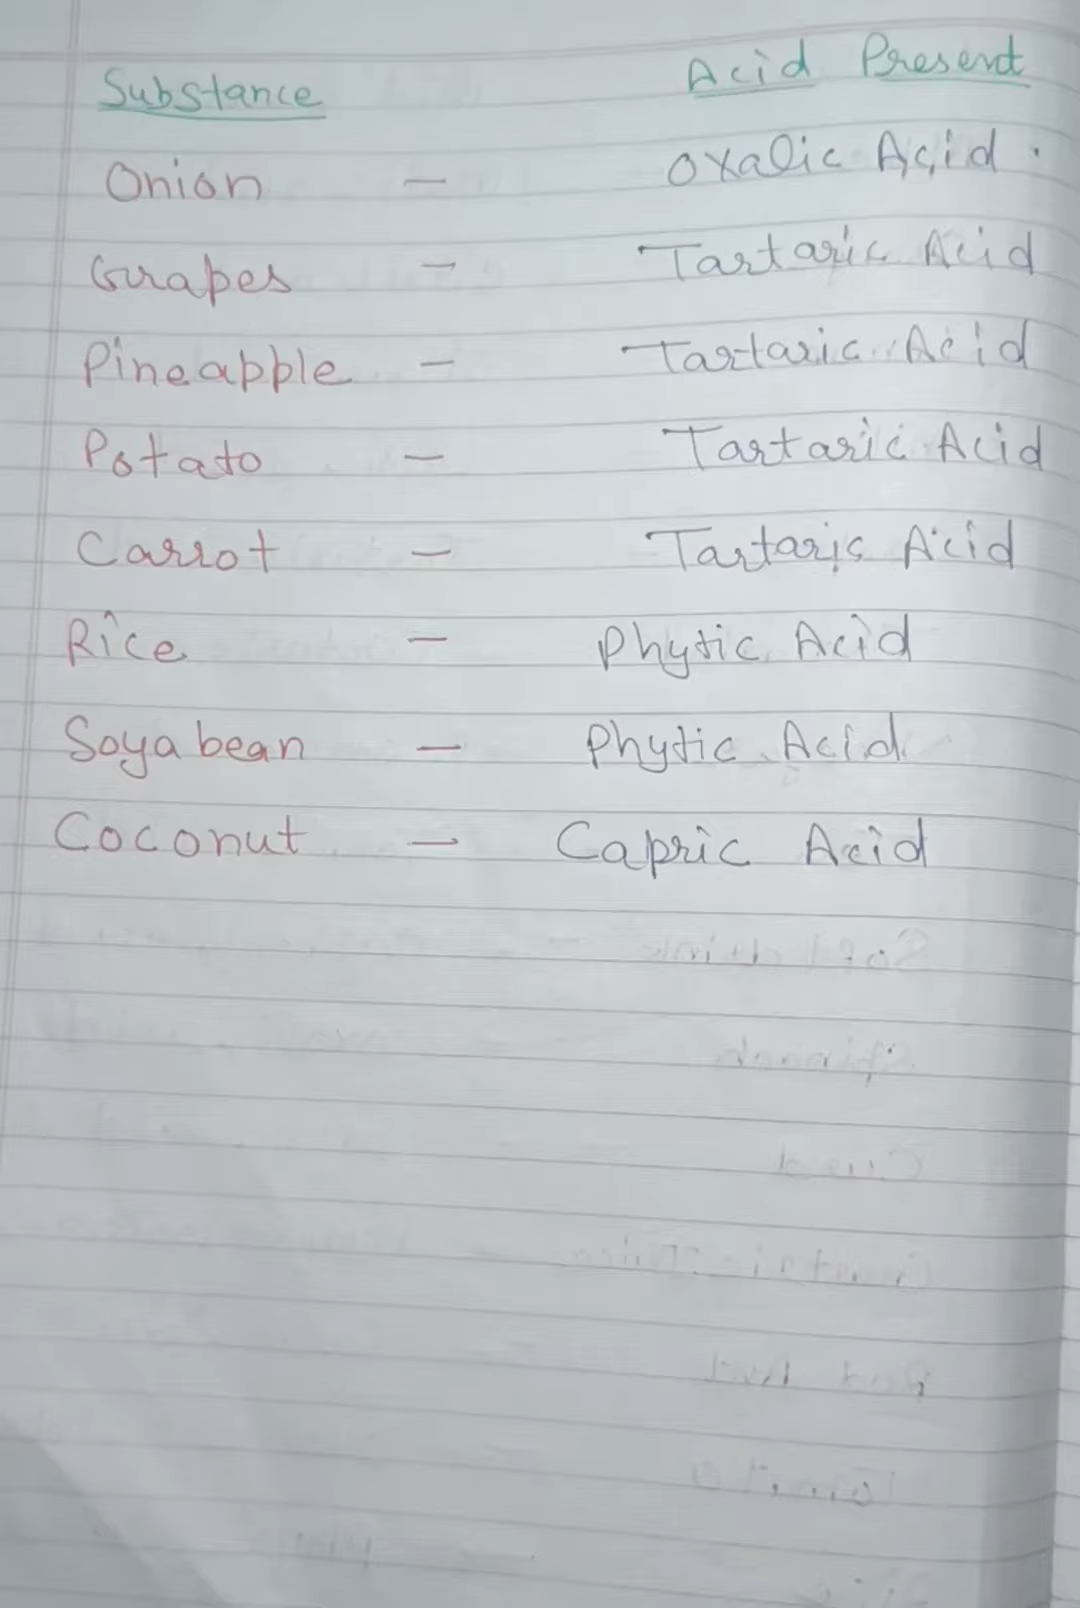 Substance Acid Present
Onion - Oxalic Acid.
Grapes - Tartaric Acid
Pineapple - Tartaric Acid
Potato - Tartaric Acid
Carrot - Tartaric Acid
Rice - Phytic Acid
Soyabean - Phytic Acid
Coconut - Capric Acid